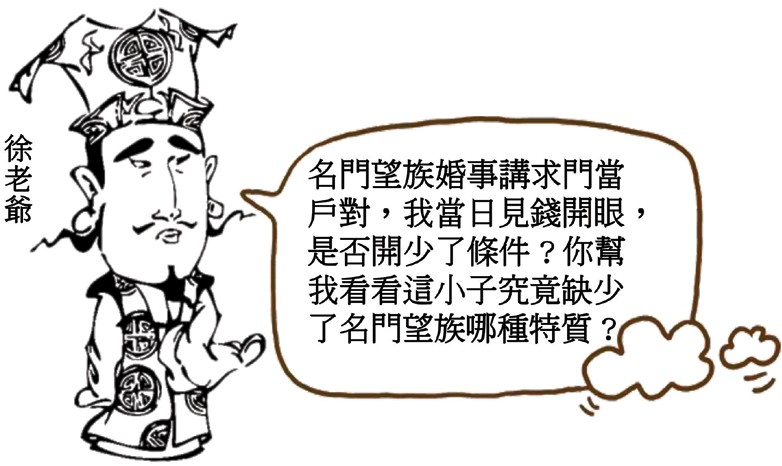 徐老爺
名門望族婚事講求門當
戶對，我當日見錢開眼，
是否開少了條件？你幫
我看看這小子究竟缺少
了名門望族哪種特質？